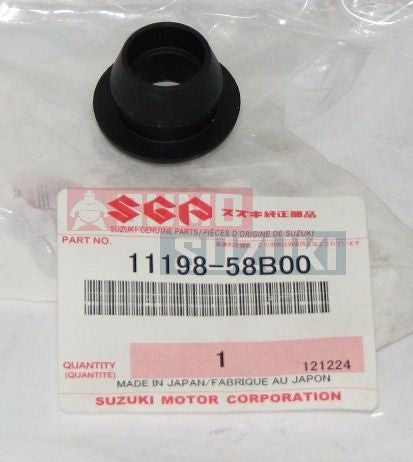 SGP スズキ純正部品
SUZUKI GENUINE PARTS/PIECES D'ORIGINE DE SUZUKI
PART NO.
11198-58B00
QUANTITY
(QUANTITÉ)
1
121224
MADE IN JAPAN/FABRIQUE AU JAPON
SUZUKI MOTOR CORPORATION